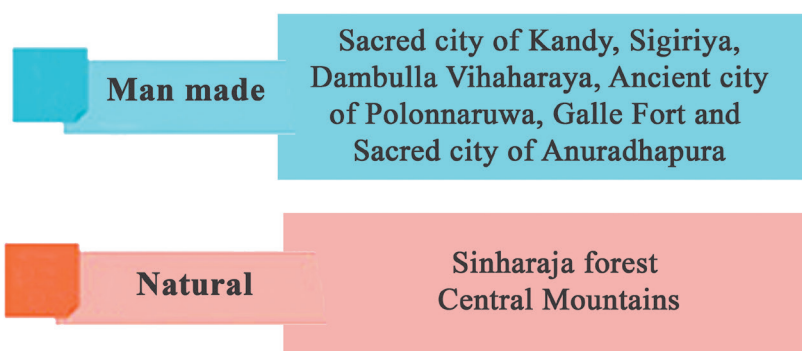 Man made
Sacred city of Kandy, Sigiriya,
Dambulla Vihaharaya, Ancient city
of Polonnaruwa, Galle Fort and
Sacred city of Anuradhapura
Natural
Sinharaja forest
Central Mountains